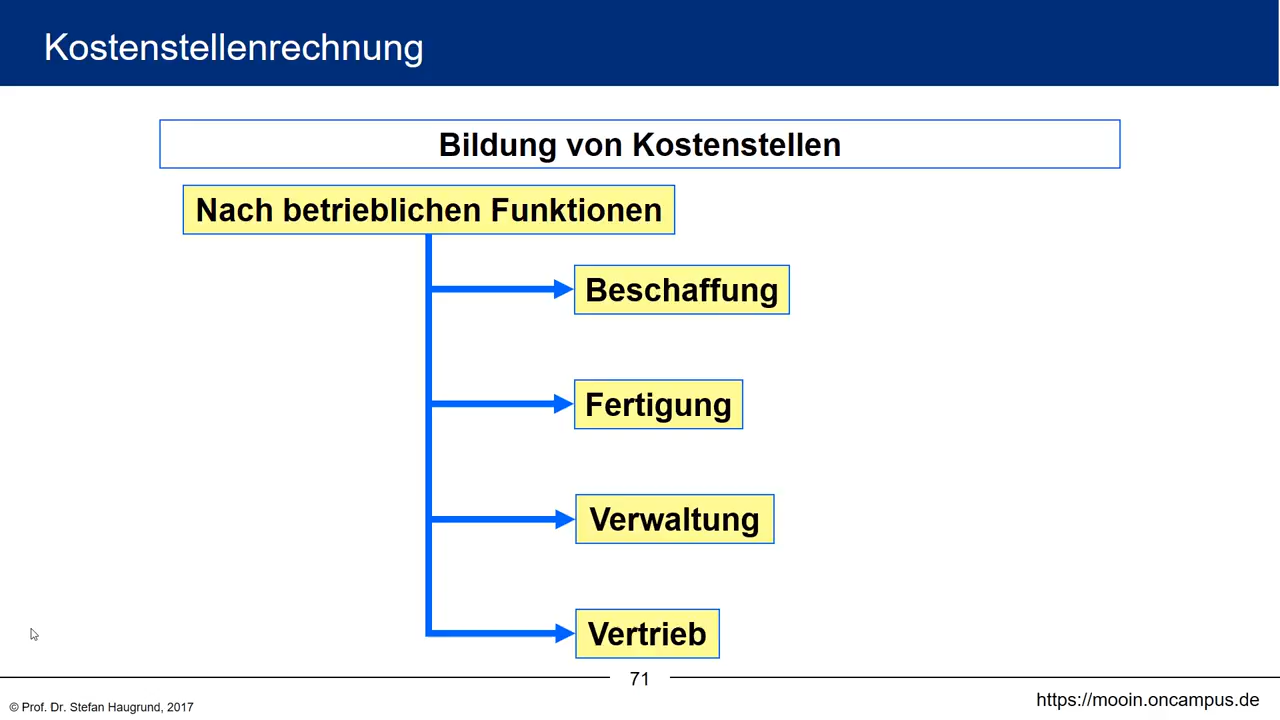 Kostenstellenrechnung
Bildung von Kostenstellen
Nach betrieblichen Funktionen
Beschaffung
Fertigung
Verwaltung
Vertrieb
71
© Prof. Dr. Stefan Haugrund, 2017
https://mooin.oncampus.de